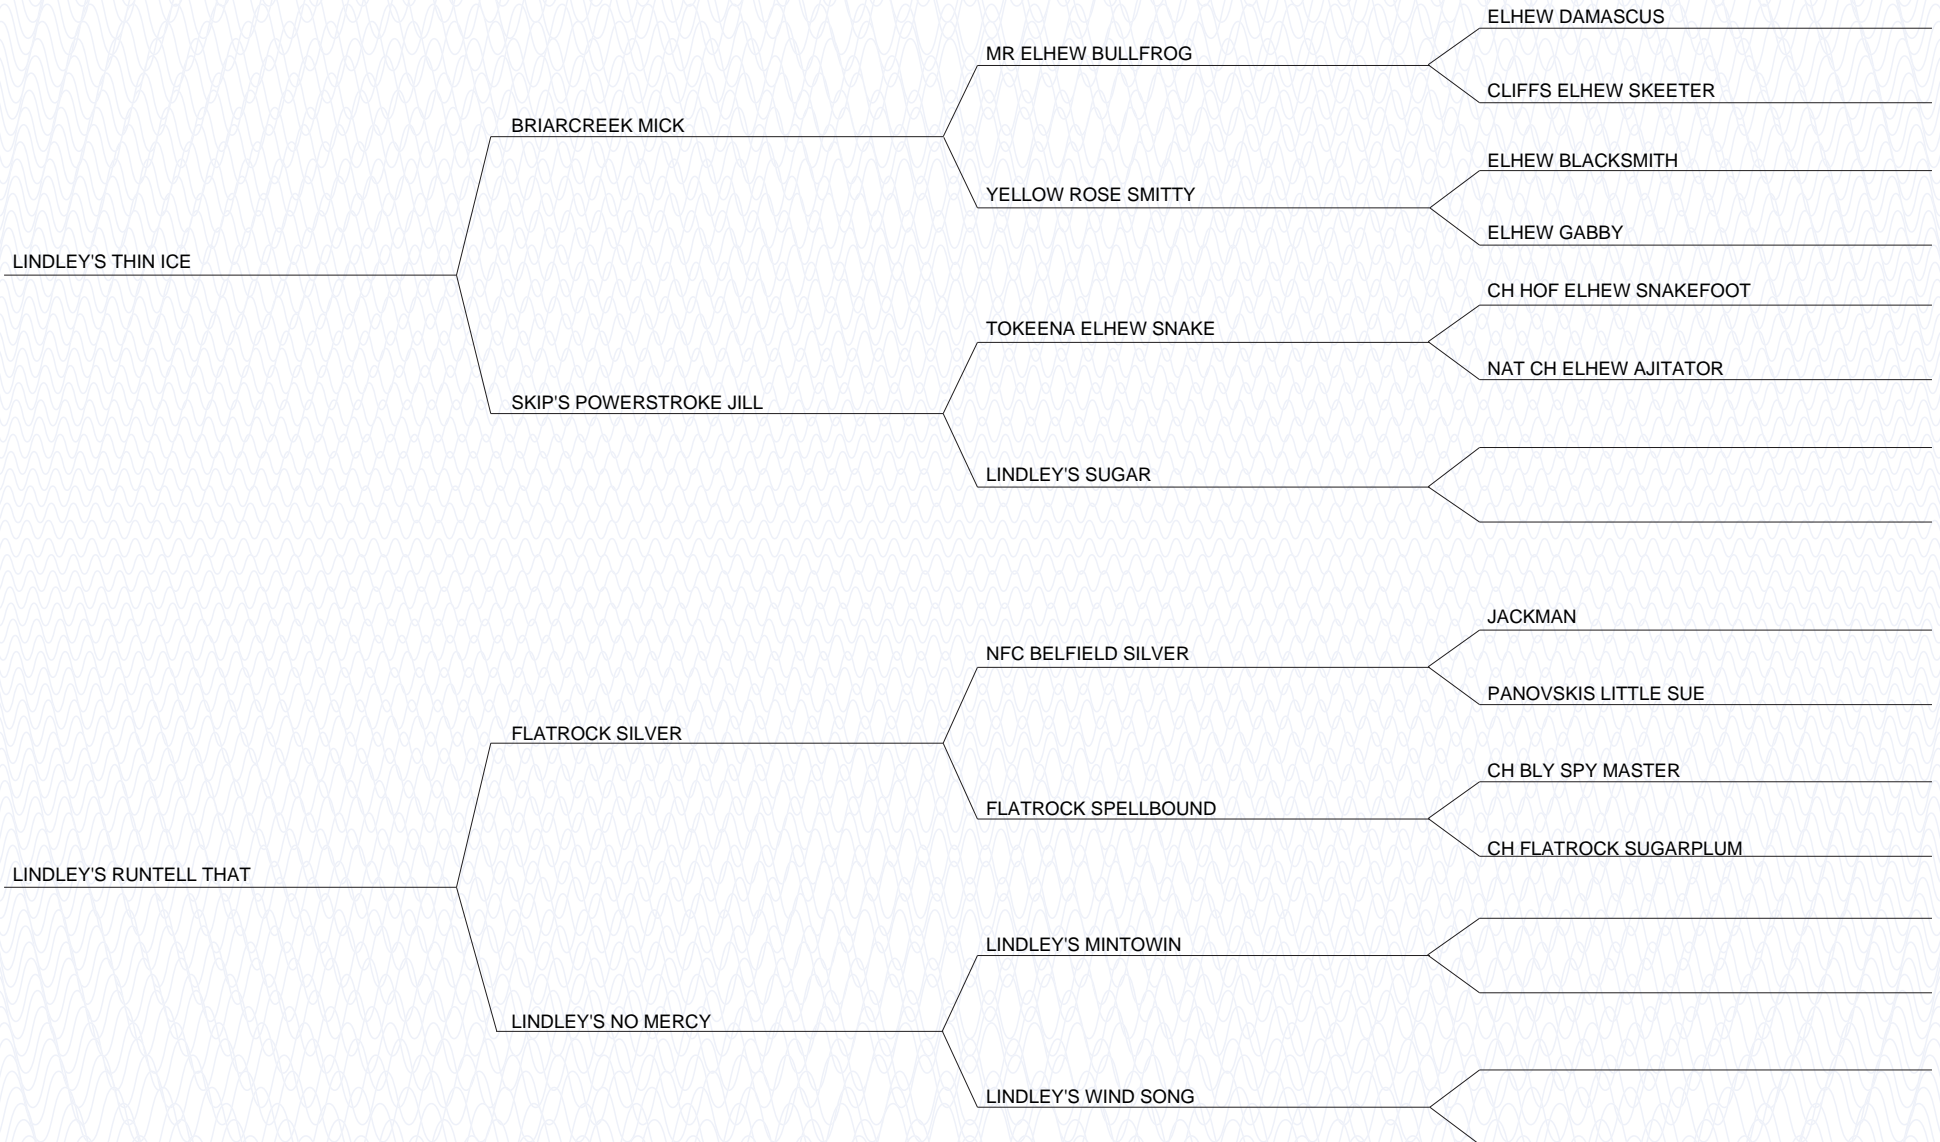 ELHEW DAMASCUS
MR ELHEW BULLFROG
CLIFFS ELHEW SKEETER
BRIARCREEK MICK
ELHEW BLACKSMITH
YELLOW ROSE SMITTY
ELHEW GABBY
LINDLEY'S THIN ICE
CH HOF ELHEW SNAKEFOOT
TOKEENA ELHEW SNAKE
NAT CH ELHEW AJITATOR
SKIP'S POWERSTROKE JILL
LINDLEY'S SUGAR
JACKMAN
NFC BELFIELD SILVER
PANOVSKIS LITTLE SUE
FLATROCK SILVER
CH BLY SPY MASTER
FLATROCK SPELLBOUND
CH FLATROCK SUGARPLUM
LINDLEY'S RUNTELL THAT
LINDLEY'S MINTOWIN
LINDLEY'S NO MERCY
LINDLEY'S WIND SONG